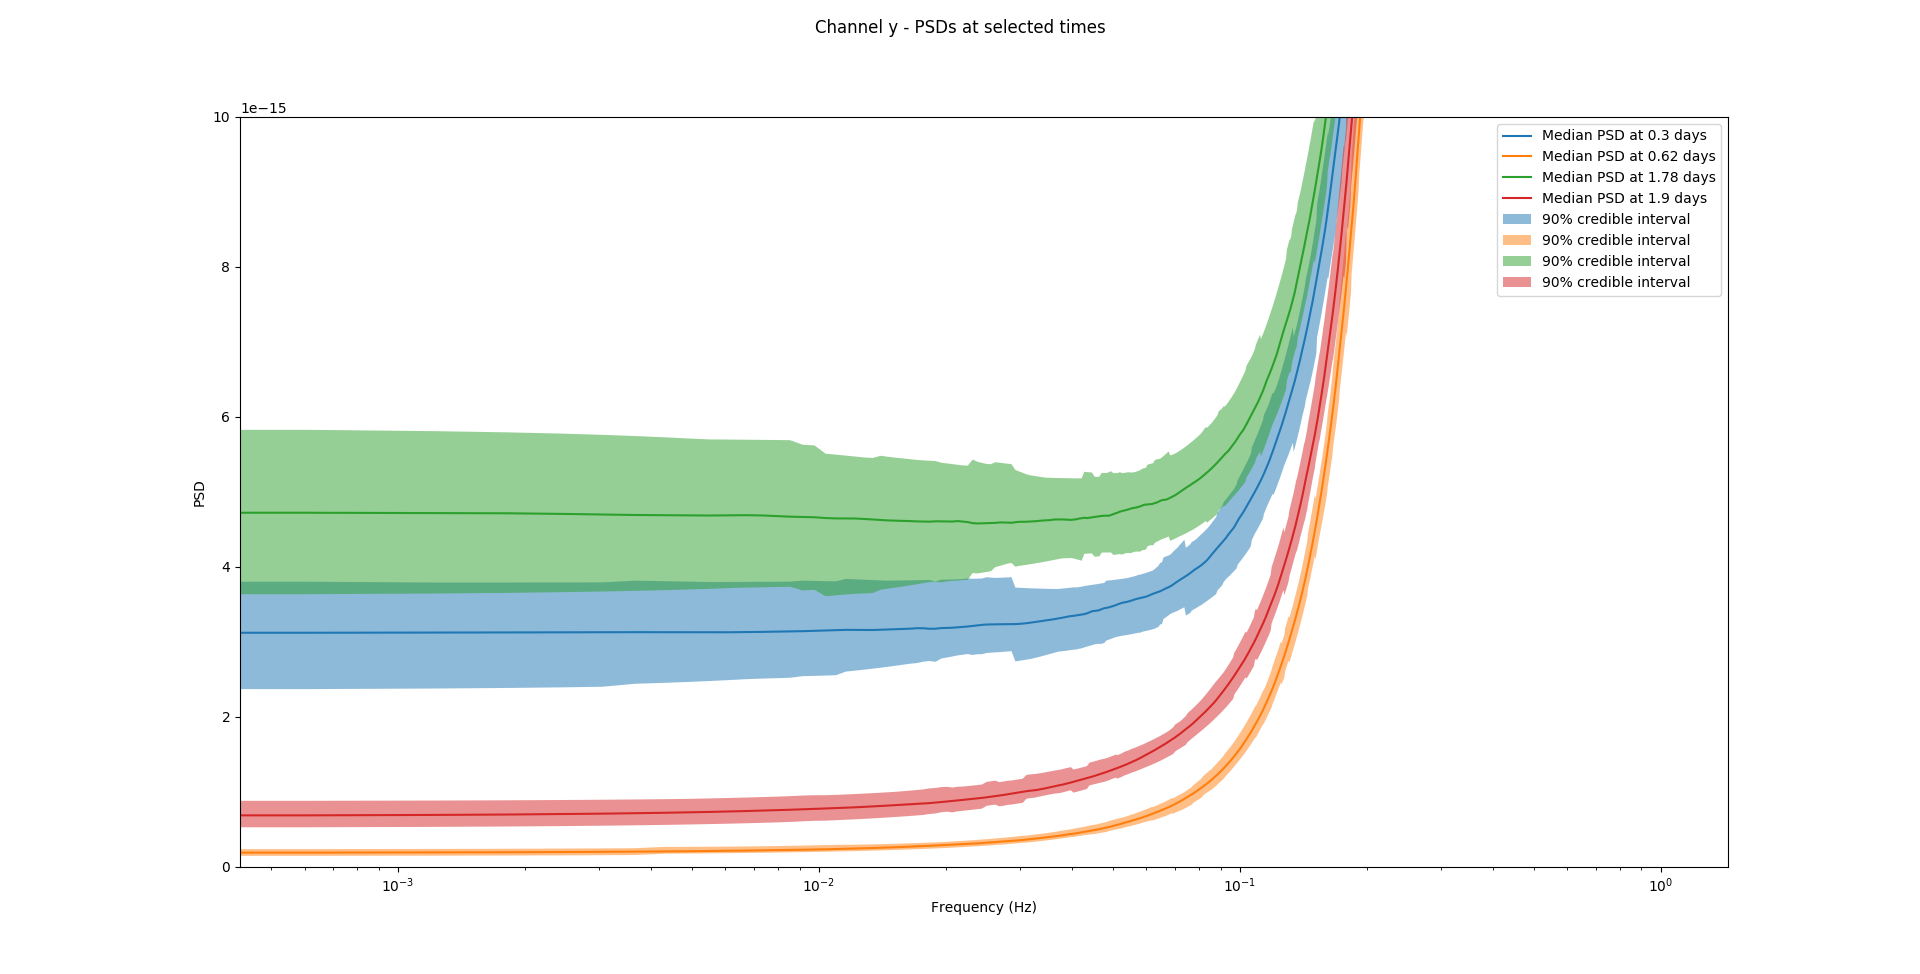 Channel y - PSDs at selected times
1e−15
10
8
6
4
2
0
PSD
10⁻³
10⁻²
10⁻¹
10⁰
Frequency (Hz)
Median PSD at 0.3 days
Median PSD at 0.62 days
Median PSD at 1.78 days
Median PSD at 1.9 days
90% credible interval
90% credible interval
90% credible interval
90% credible interval